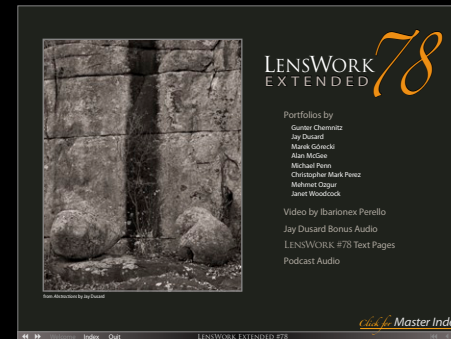 LENSWORK 78
EXTENDED
Portfolios by
Gunter Chemnitz
Jay Dusard
Marek Górecki
Alan McGee
Michael Penn
Christopher Mark Perez
Mehmet Ozgur
Janet Woodcock
Video by Ibarionex Perello
Jay Dusard Bonus Audio
LENSWORK #78 Text Pages
Podcast Audio
from Abstractions by Jay Dusard
Click for Master Inde
Welcome Index Quit LENSWORK EXTENDED #78